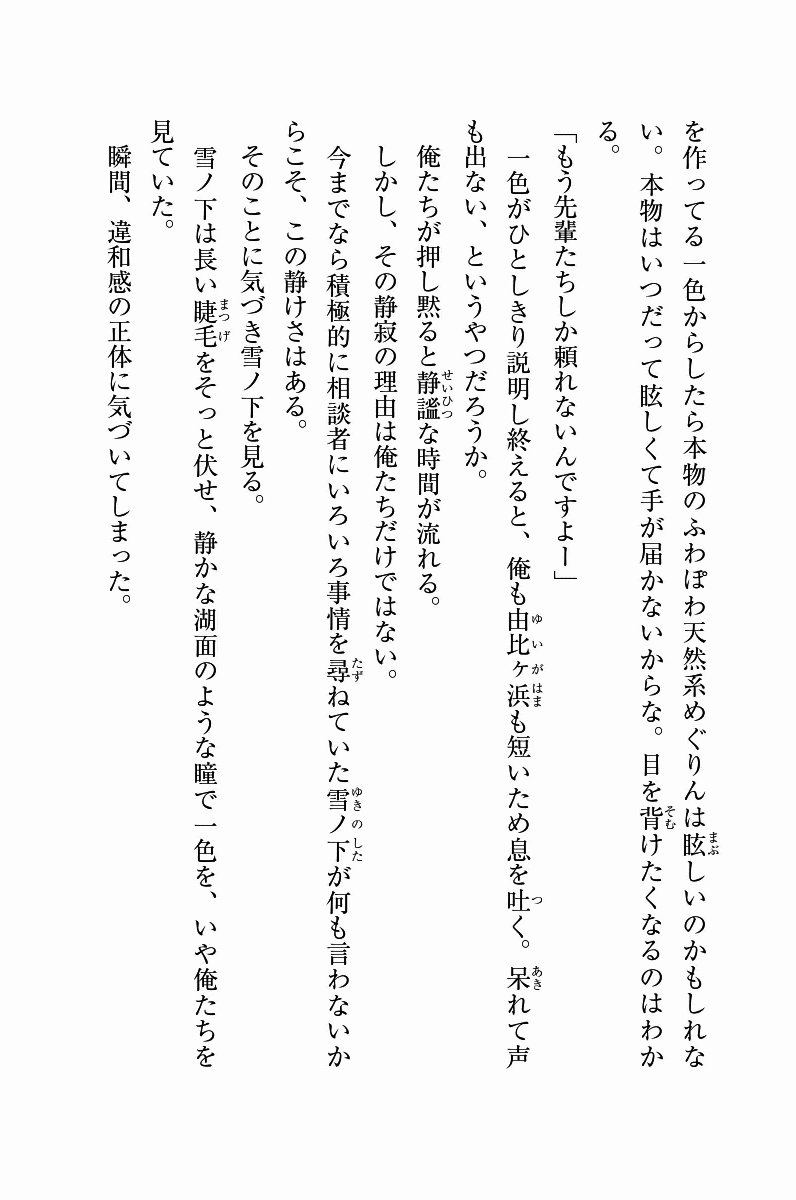 を作ってる一色からしたら本物のふわぽわ天然系めぐりんは眩しいのかもしれな
い。本物はいつだって眩しくて手が届かないからな。目を背けたくなるのはわか
る。
「もう先輩たちしか頼れないんですよー」
一色がひとしきり説明し終えると、俺も由比ヶ浜も短いため息を吐く。呆れて声
も出ない、というやつだろうか。
俺たちが押し黙ると静謐な時間が流れる。
しかし、その静寂の理由は俺たちだけではない。
今までなら積極的に相談者にいろいろ事情を尋ねていた雪ノ下が何も言わないか
らこそ、この静けさはある。
そのことに気づき雪ノ下を見る。
雪ノ下は長い睫毛をそっと伏せ、静かな湖面のような瞳で一色を、いや俺たちを
見ていた。
瞬間、違和感の正体に気づいてしまった。